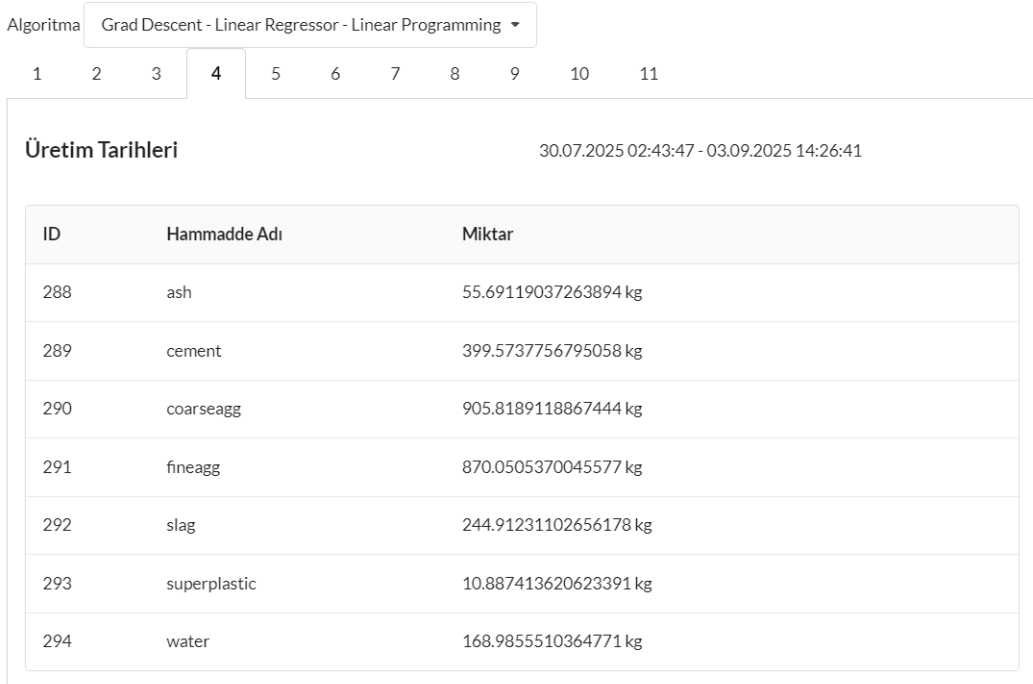 Algoritma Grad Descent - Linear Regressor - Linear Programming
1 2 3 4 5 6 7 8 9 10 11
Üretim Tarihleri 30.07.2025 02:43:47 - 03.09.2025 14:26:41
ID Hammadde Adı Miktar
288 ash 55.69119037263894 kg
289 cement 399.5737756795058 kg
290 coarseagg 905.8189118867444 kg
291 fineagg 870.0505370045577 kg
292 slag 244.91231102656178 kg
293 superplastic 10.887413620623391 kg
294 water 168.9855510364771 kg